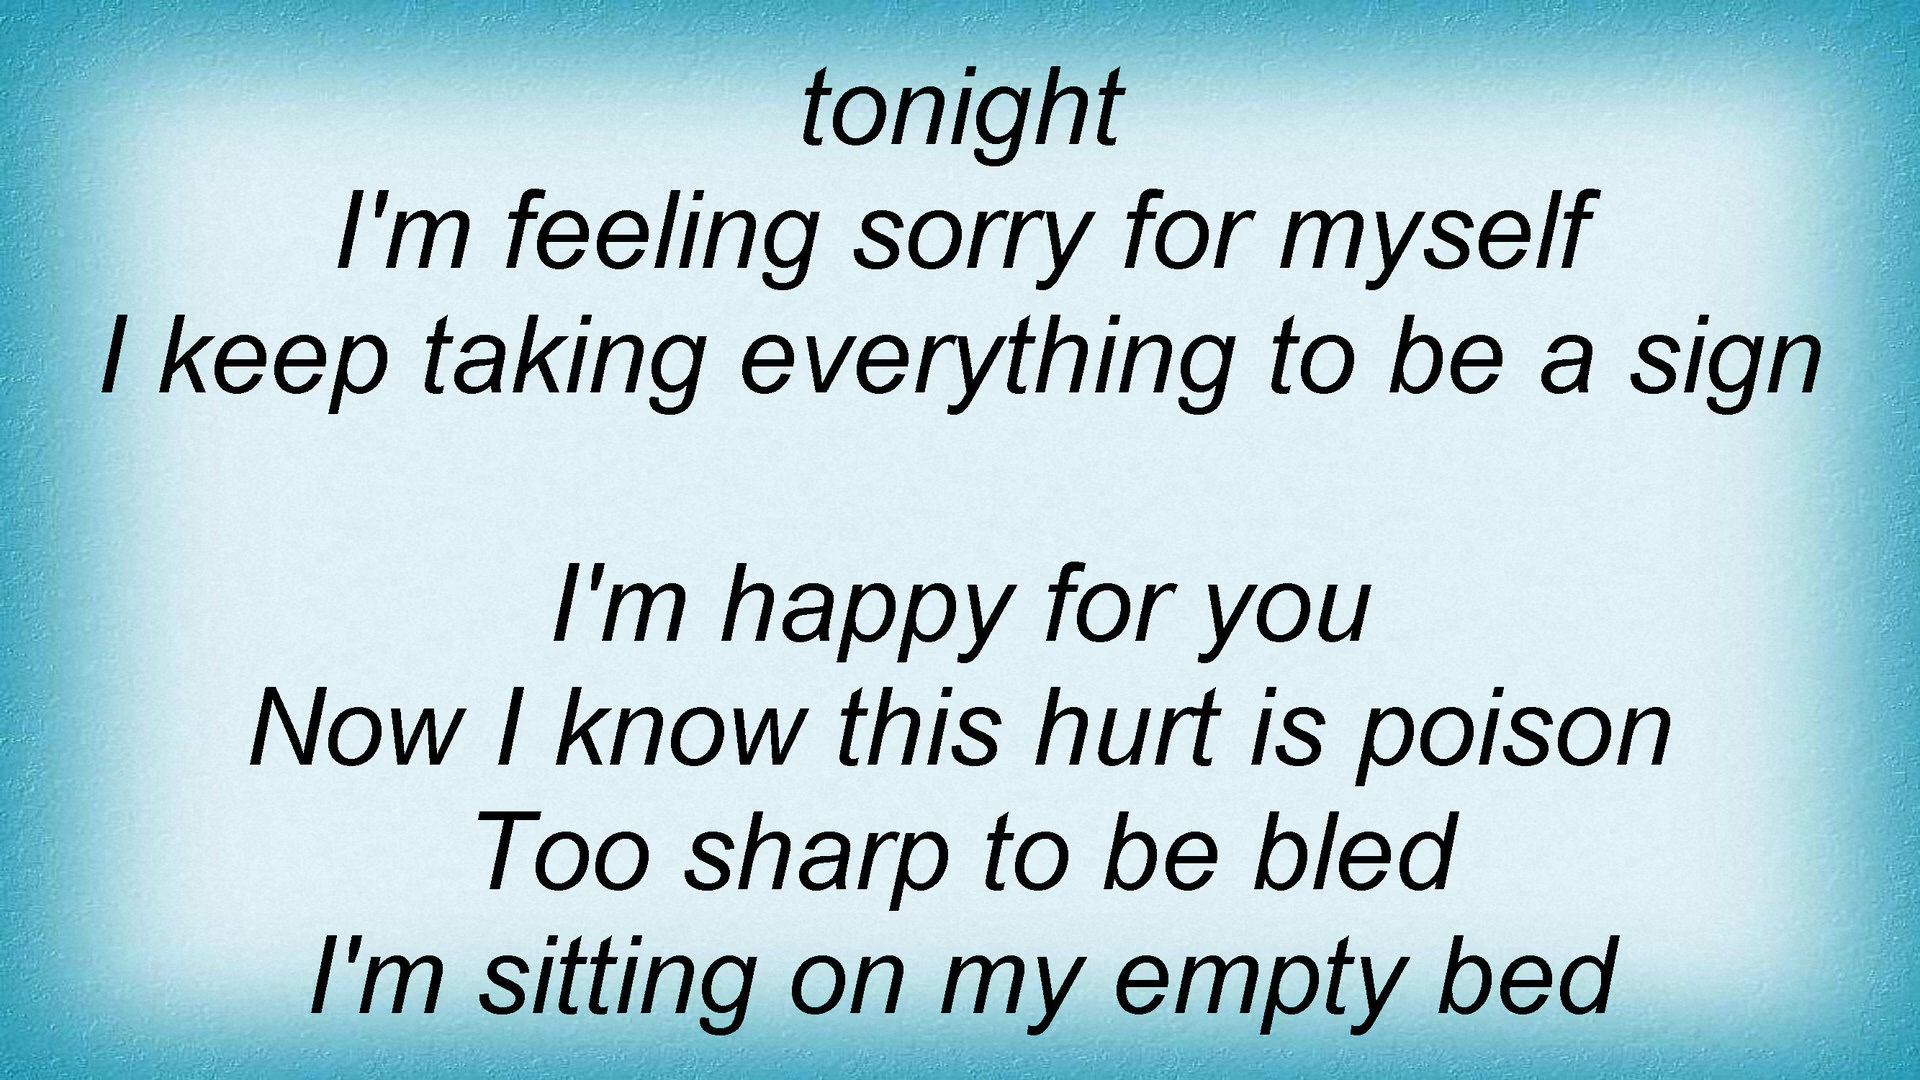 tonight
I'm feeling sorry for myself
I keep taking everything to be a sign
I'm happy for you
Now I know this hurt is poison
Too sharp to be bled
I'm sitting on my empty bed